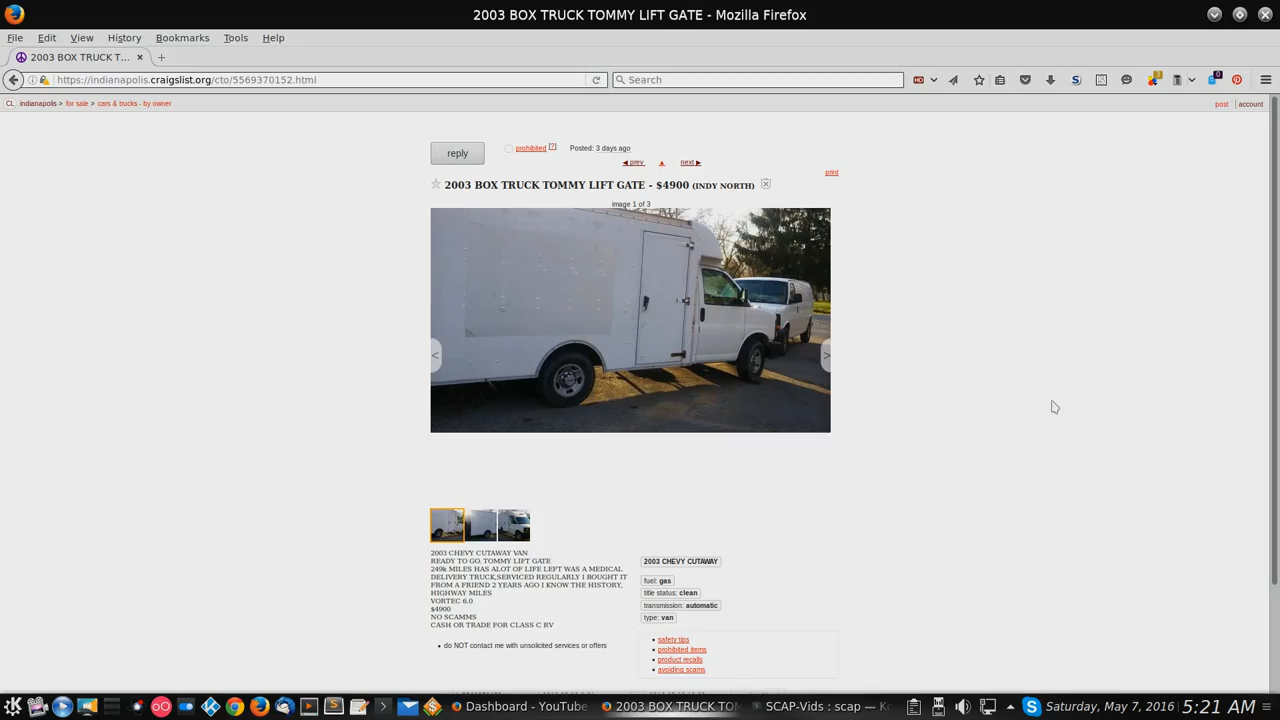 2003 BOX TRUCK TOMMY LIFT GATE - Mozilla Firefox
File Edit View History Bookmarks Tools Help
2003 BOX TRUCK T...
https://indianapolis.craigslist.org/cto/5569370152.html
Search
CL indianapolis > for sale > cars & trucks - by owner
post account
reply
prohibited [?] Posted: 3 days ago
◀ prev ▲ next ▶
print
2003 BOX TRUCK TOMMY LIFT GATE - $4900 (INDY NORTH)
image 1 of 3
< >
2003 CHEVY CUTAWAY VAN
READY TO GO. TOMMY LIFT GATE
249k MILES HAS ALOT OF LIFE LEFT WAS A MEDICAL
DELIVERY TRUCK,SERVICED REGULARLY I BOUGHT IT
FROM A FRIEND 2 YEARS AGO I KNOW THE HISTORY,
HIGHWAY MILES
VORTEC 6.0
$4900
NO SCAMMS
CASH OR TRADE FOR CLASS C RV
• do NOT contact me with unsolicited services or offers
2003 CHEVY CUTAWAY
fuel: gas
title status: clean
transmission: automatic
type: van
• safety tips
• prohibited items
• product recalls
• avoiding scams
Dashboard - YouTube
2003 BOX TRUCK TOM
SCAP-Vids : scap — Ko
Saturday, May 7, 2016 5:21 AM